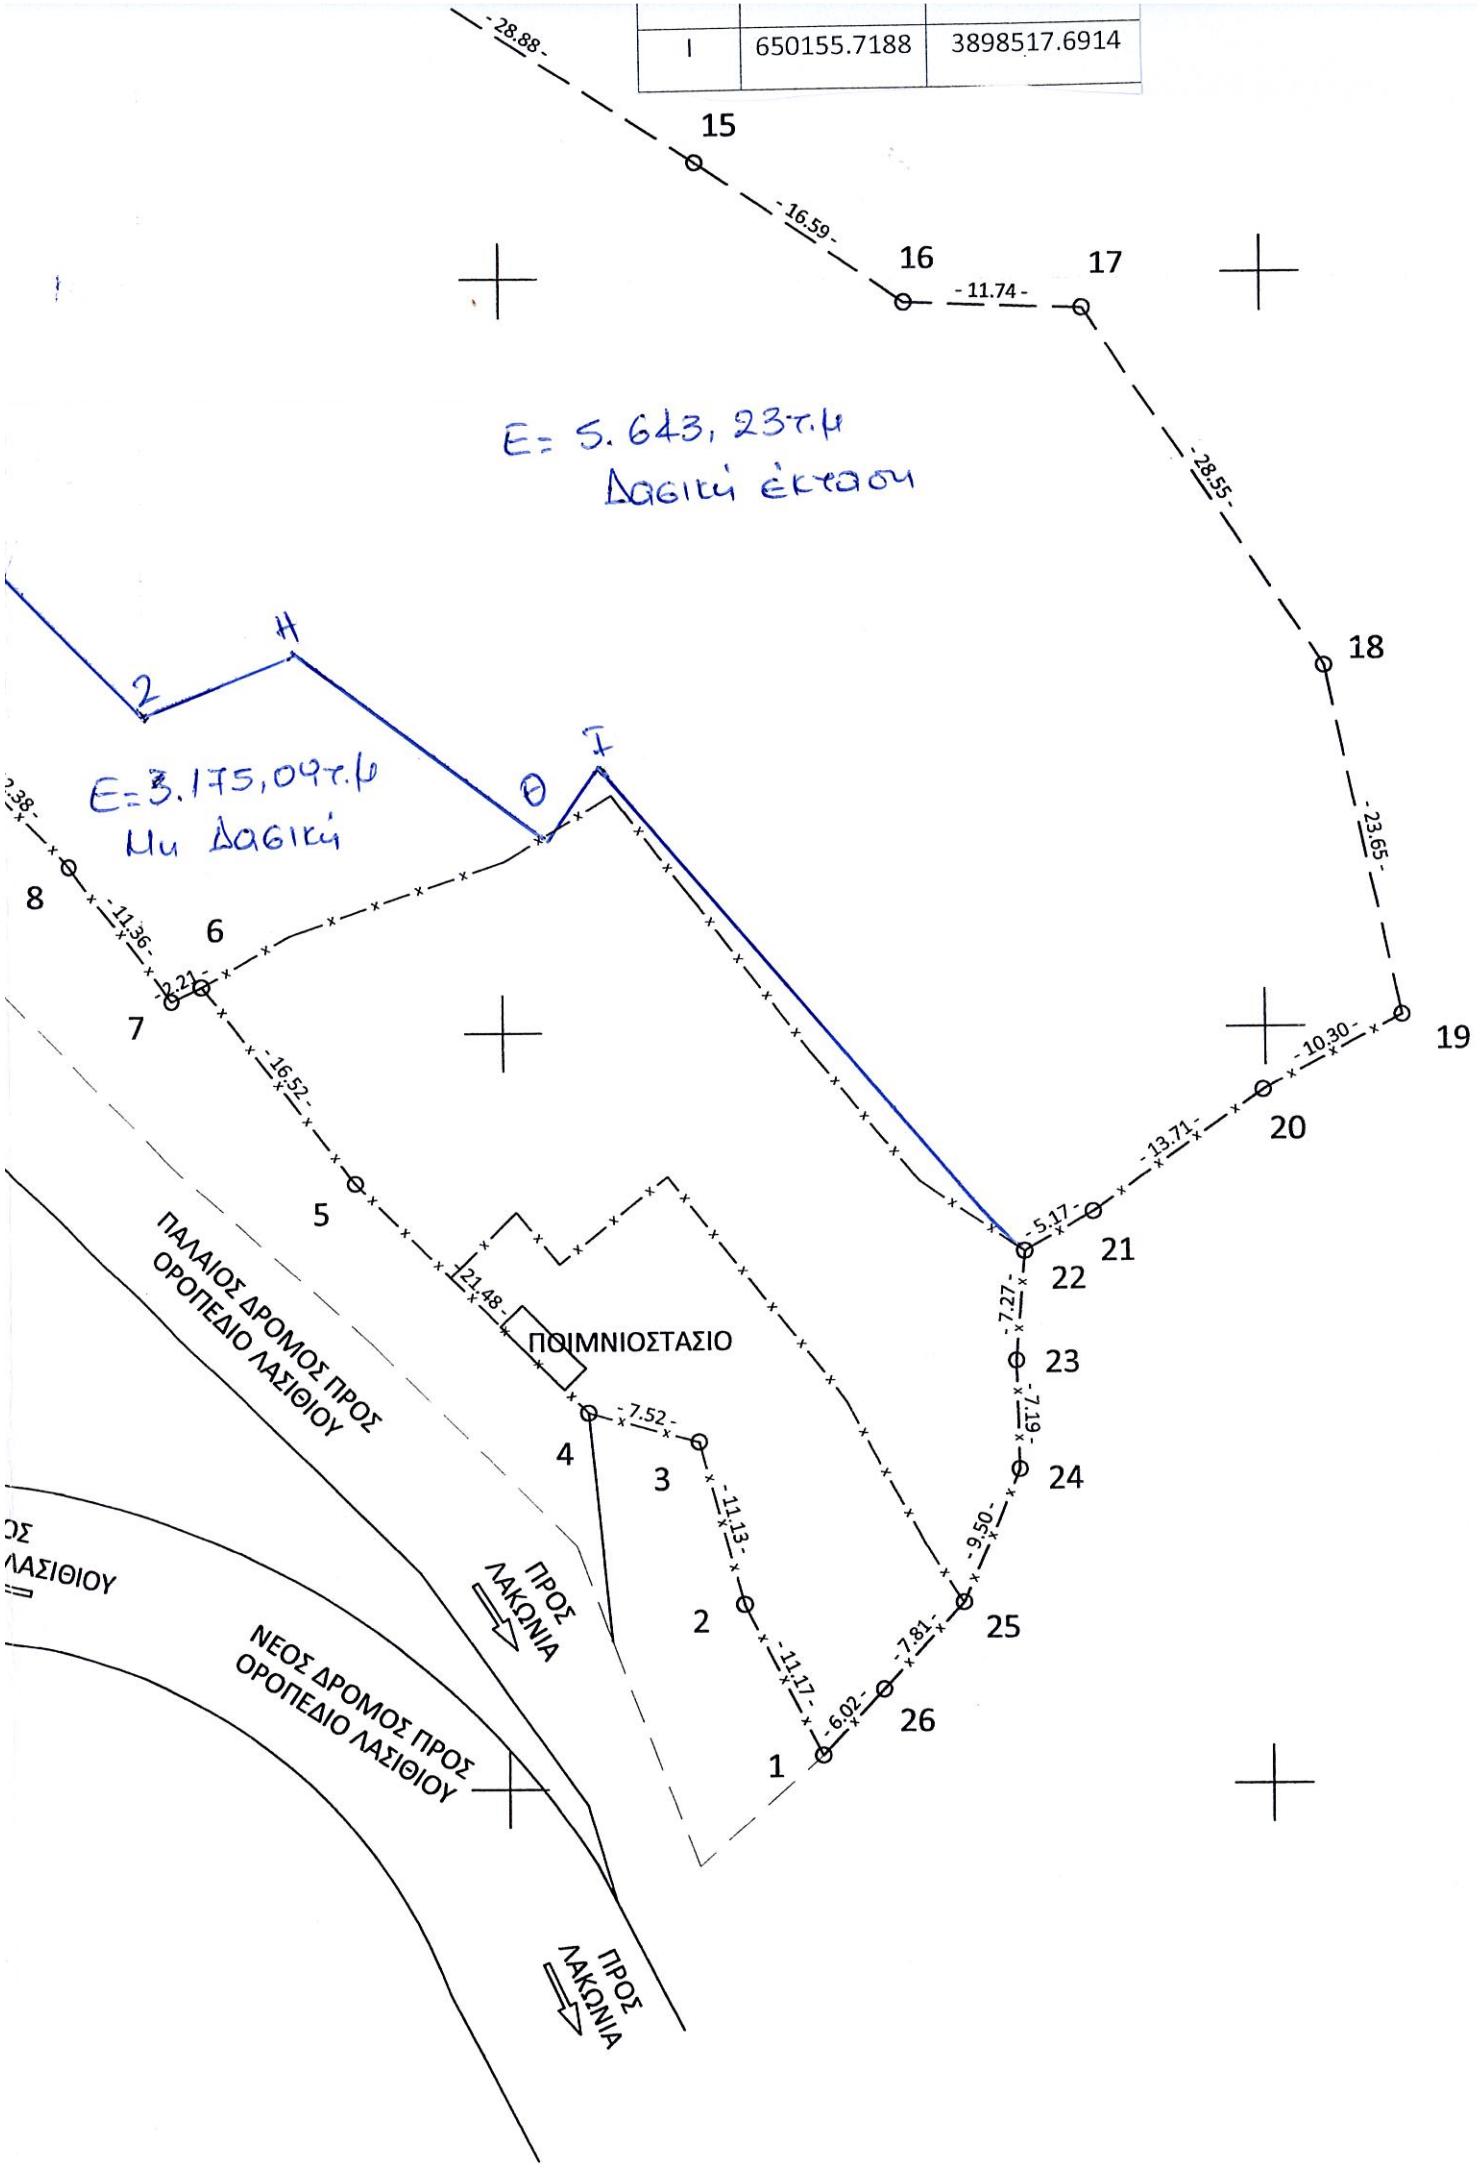 - 28.88 -
Ι 650155.7188 3898517.6914
15
- 16.59 -
16
17
- 11.74 -
Ε= 5.643,23τ.μ
Δασική έκταση
- 28.55 -
18
Η
Ζ
Ι
Θ
Ε=3.175,09τ.μ
Μη Δασική
2.38 -
- 23.65 -
8
- 11.36 -
6
- 2.21 -
7
19
- 10.30 -
20
- 16.52 -
- 13.71 -
5
- 5.17 -
21
22
ΠΑΛΑΙΟΣ ΔΡΟΜΟΣ ΠΡΟΣ
ΟΡΟΠΕΔΙΟ ΛΑΣΙΘΙΟΥ
- 21.48 -
- 7.27 -
ΠΟΙΜΝΙΟΣΤΑΣΙΟ
23
- 7.52 -
- 7.19 -
4
3
24
- 11.13 -
- 9.50 -
ΟΣ
ΛΑΣΙΘΙΟΥ
ΠΡΟΣ
ΛΑΚΩΝΙΑ
2
25
- 7.81 -
- 11.17 -
ΝΕΟΣ ΔΡΟΜΟΣ ΠΡΟΣ
ΟΡΟΠΕΔΙΟ ΛΑΣΙΘΙΟΥ
- 6.02 -
26
1
ΠΡΟΣ
ΛΑΚΩΝΙΑ